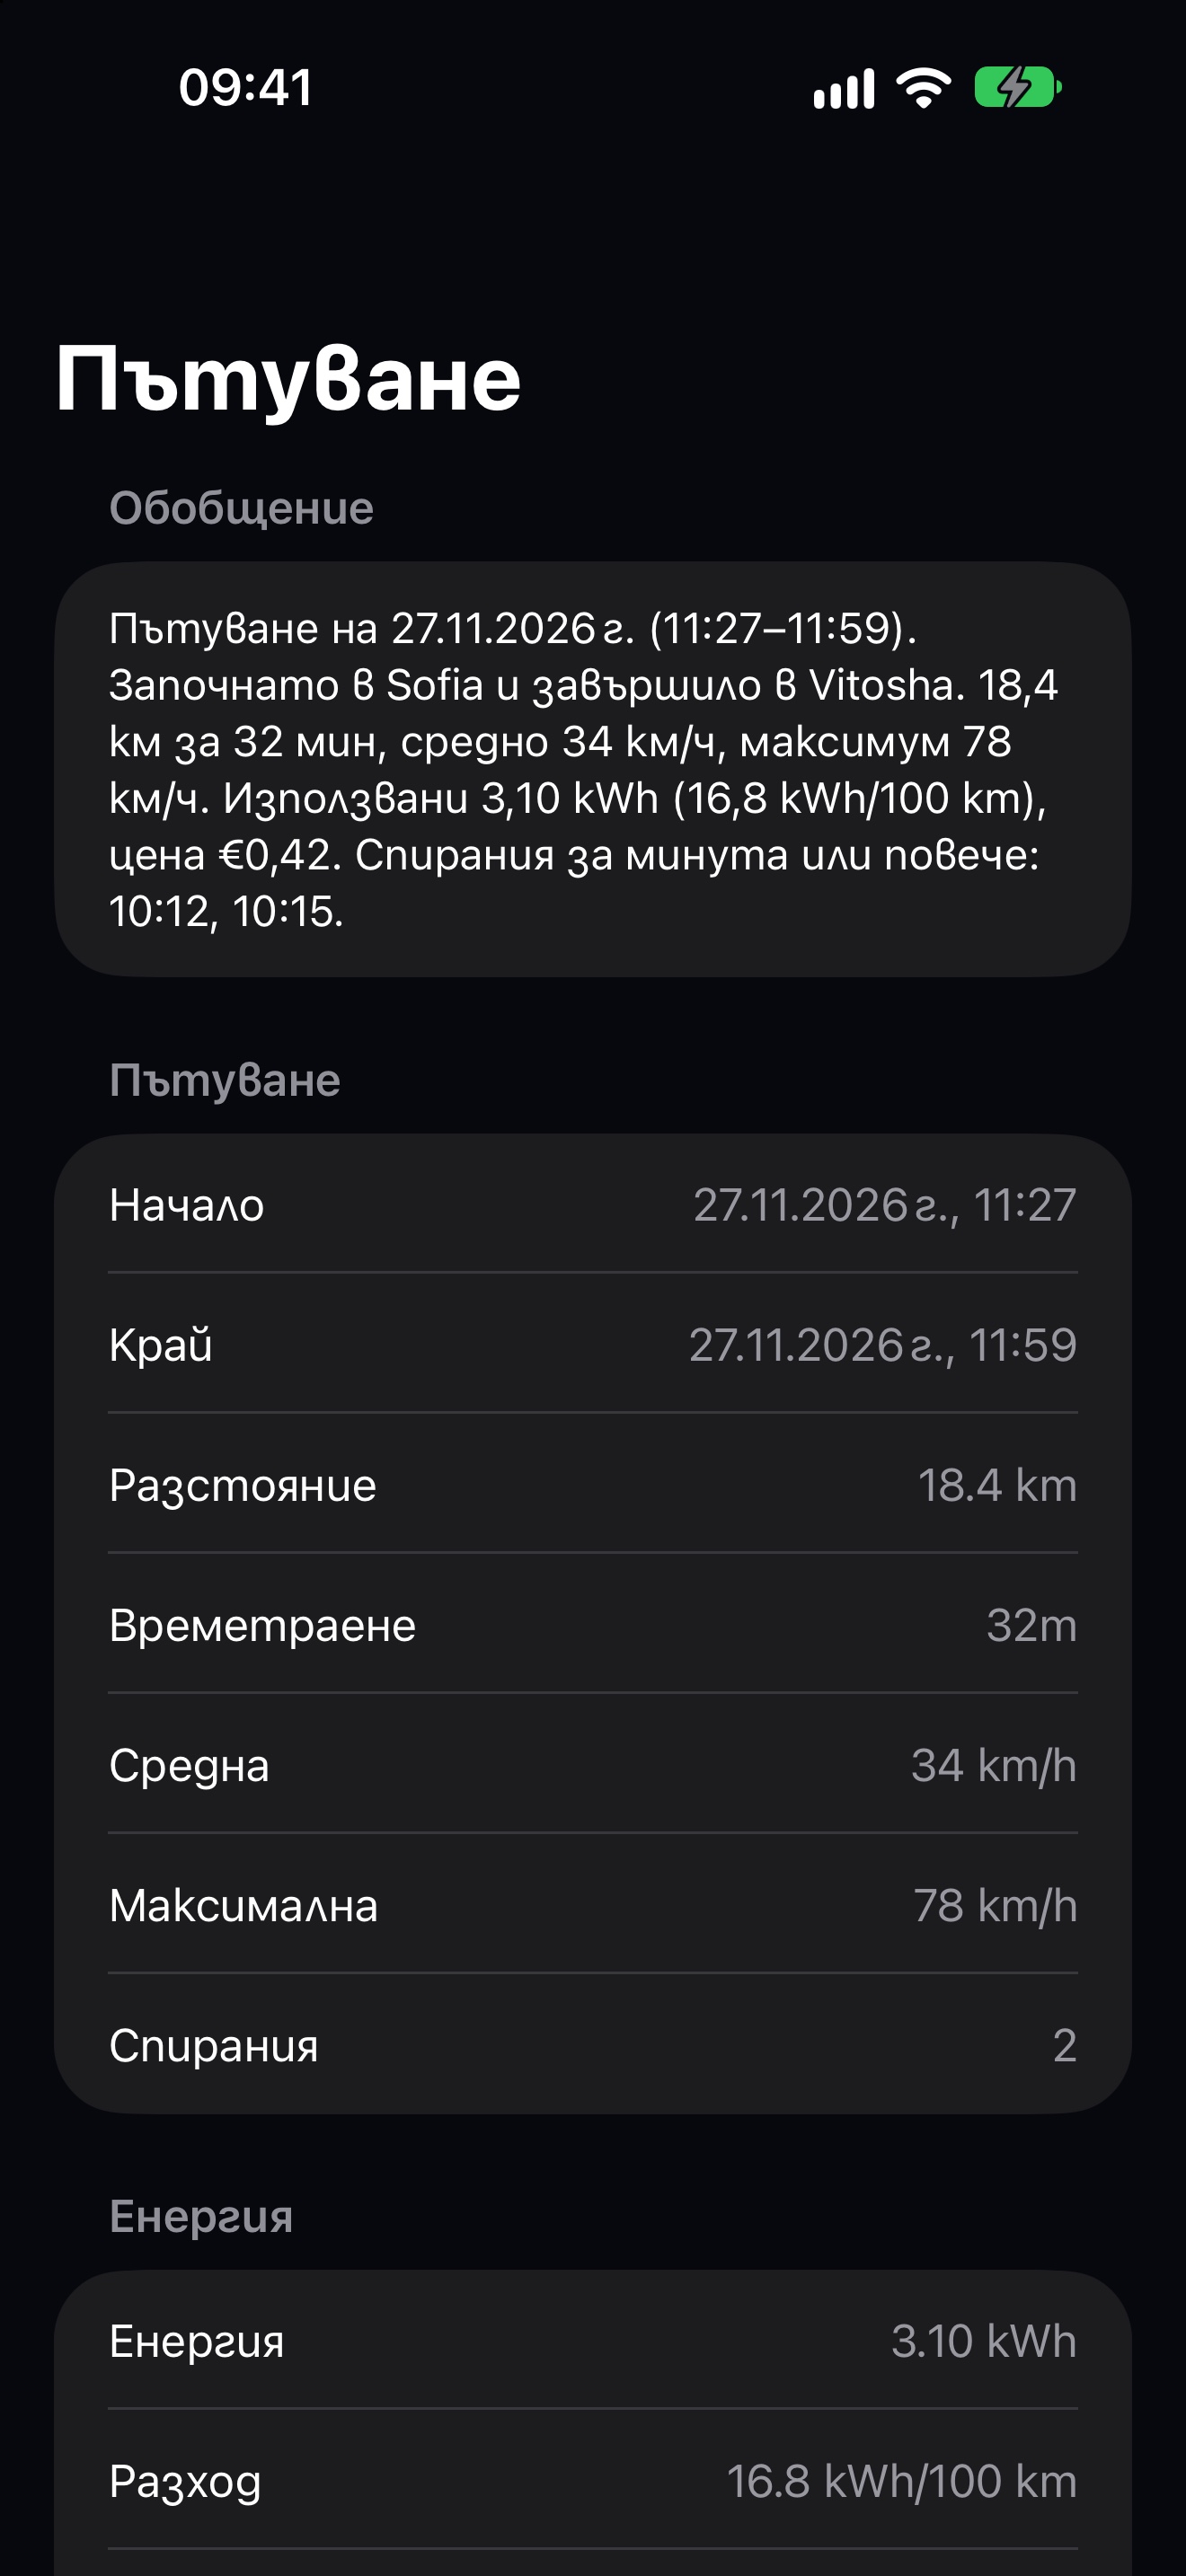 09:41
Пътуване
Обобщение
Пътуване на 27.11.2026 г. (11:27–11:59).
Започнато в Sofia и завършило в Vitosha. 18,4
км за 32 мин, средно 34 км/ч, максимум 78
км/ч. Използвани 3,10 kWh (16,8 kWh/100 km),
цена €0,42. Спирания за минута или повече:
10:12, 10:15.
Пътуване
Начало 27.11.2026 г., 11:27
Край 27.11.2026 г., 11:59
Разстояние 18.4 km
Времетраене 32m
Средна 34 km/h
Максимална 78 km/h
Спирания 2
Енергия
Енергия 3.10 kWh
Разход 16.8 kWh/100 km